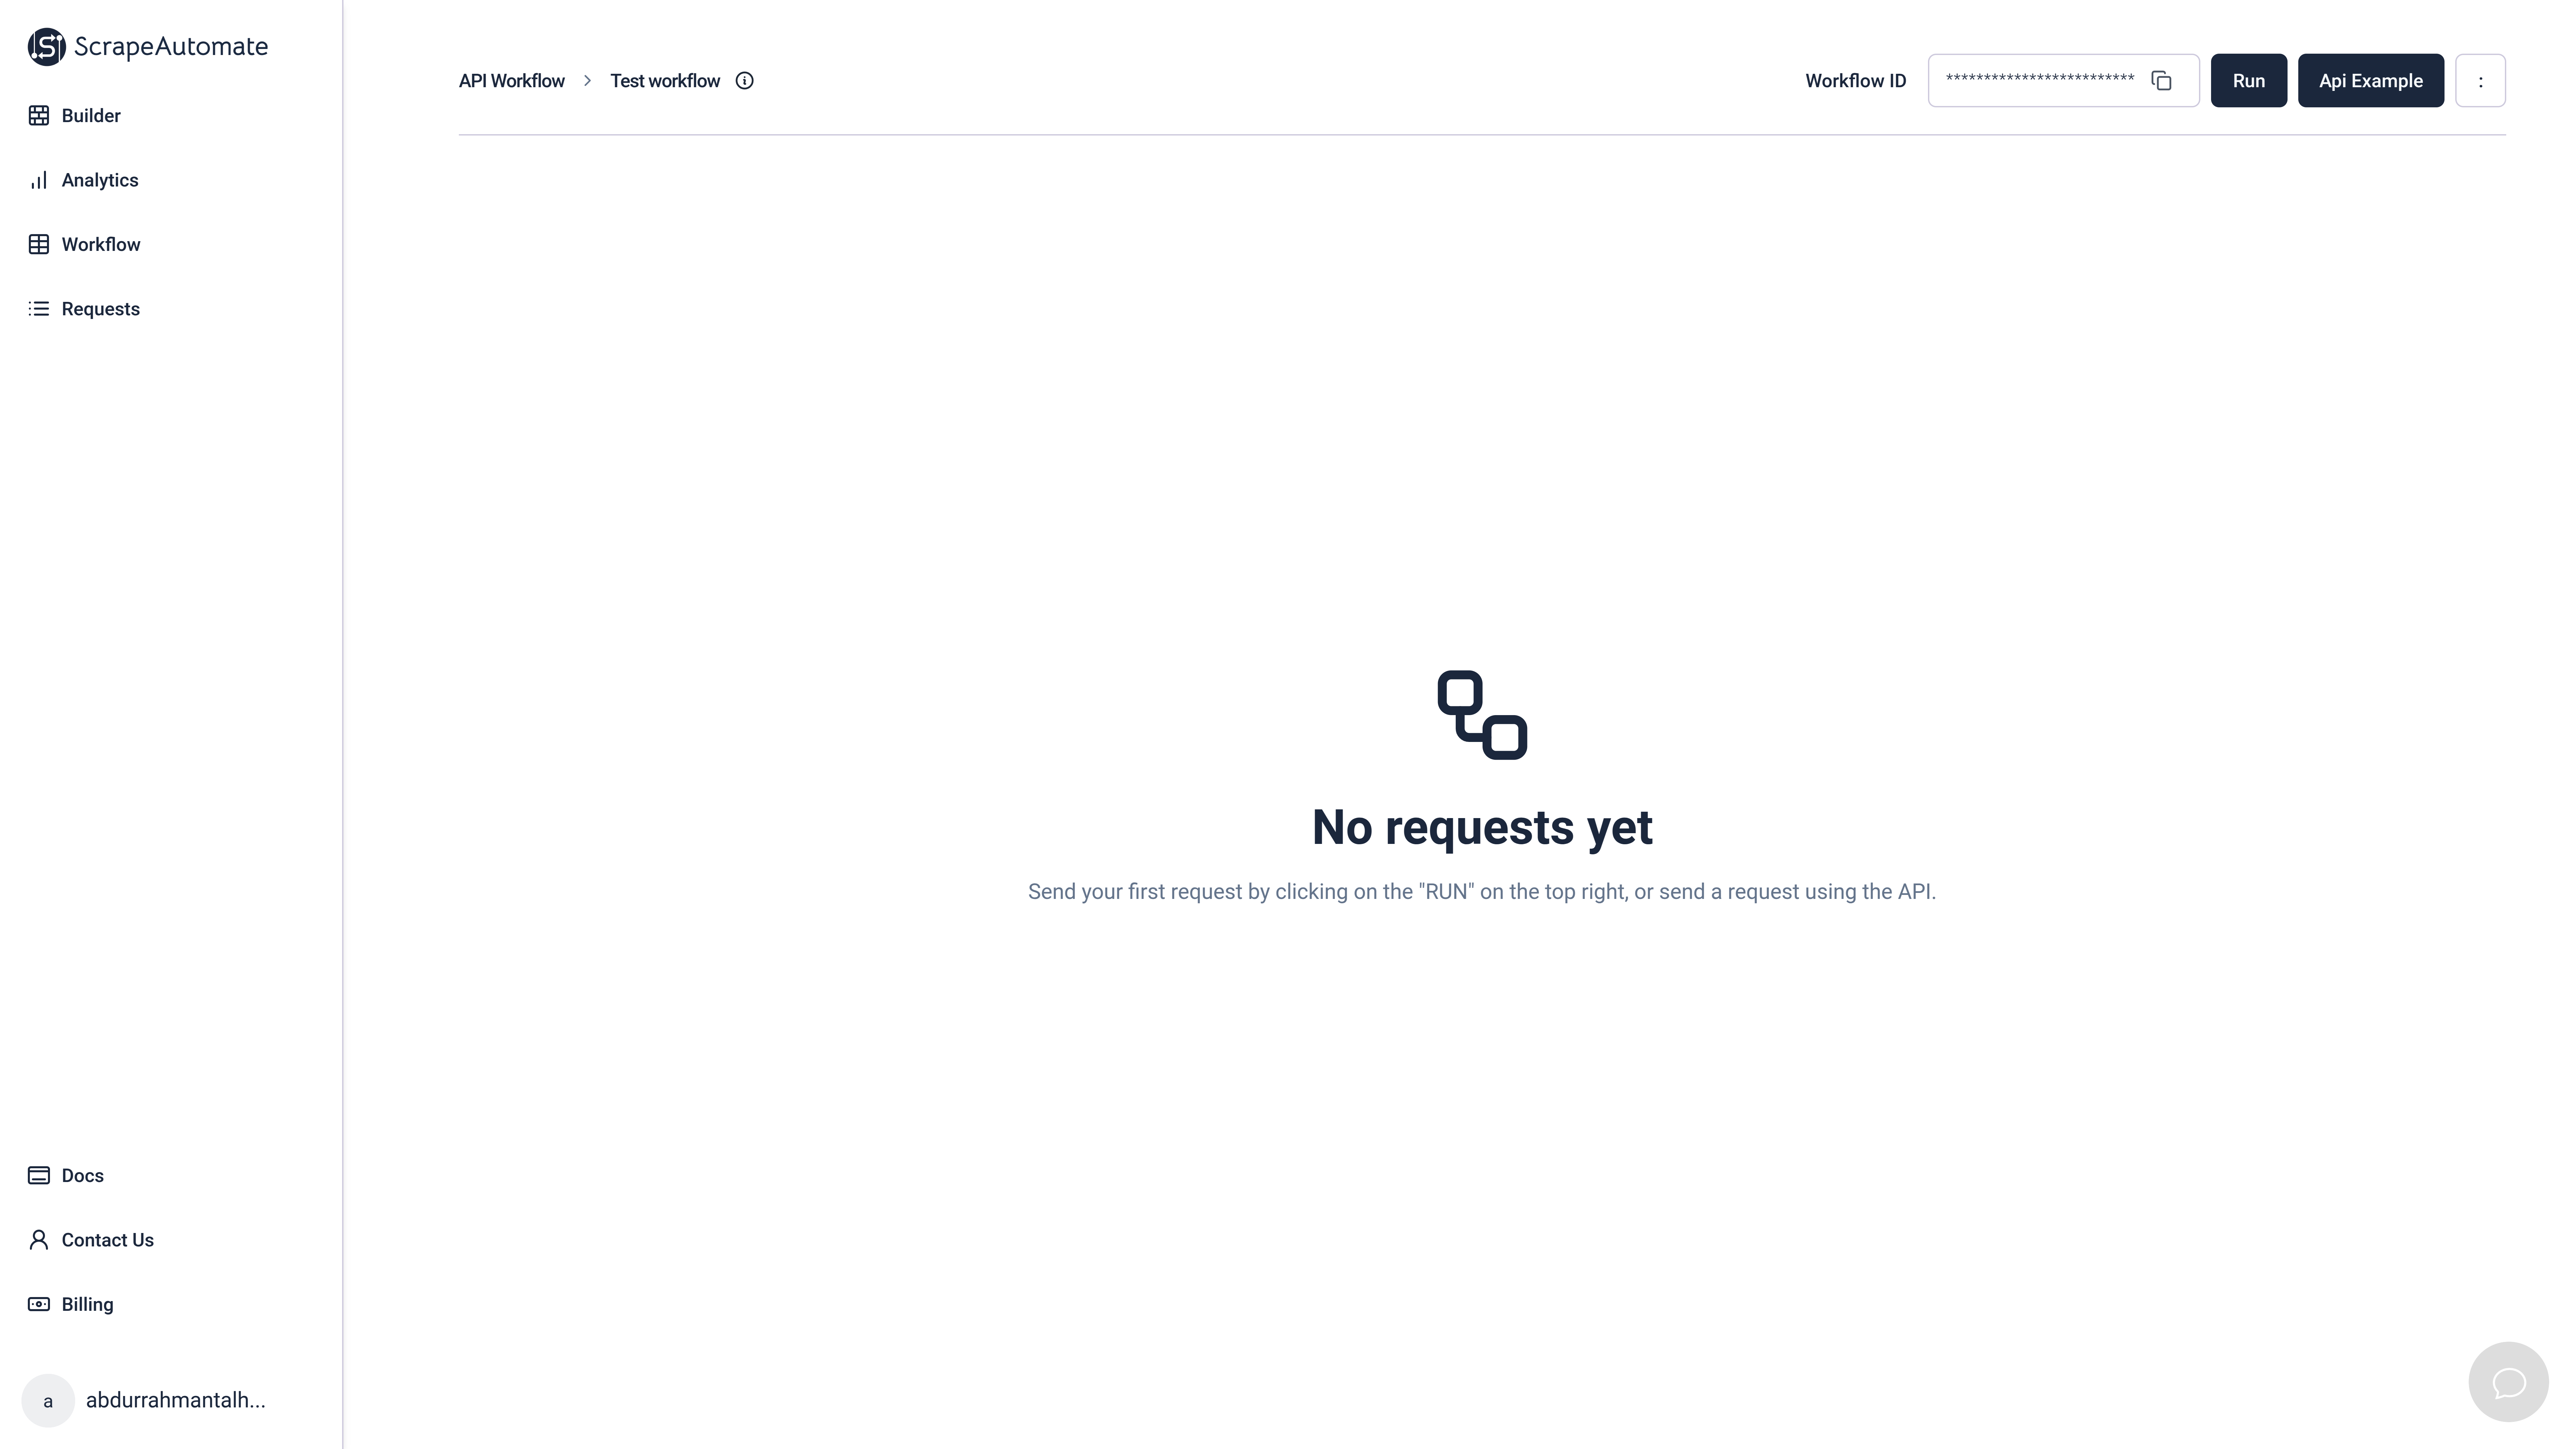 ScrapeAutomate
Builder
Analytics
Workflow
Requests
Docs
Contact Us
Billing
a
abdurrahmantalh...
API Workflow > Test workflow
Workflow ID
*************************
Run
Api Example
:
No requests yet
Send your first request by clicking on the "RUN" on the top right, or send a request using the API.